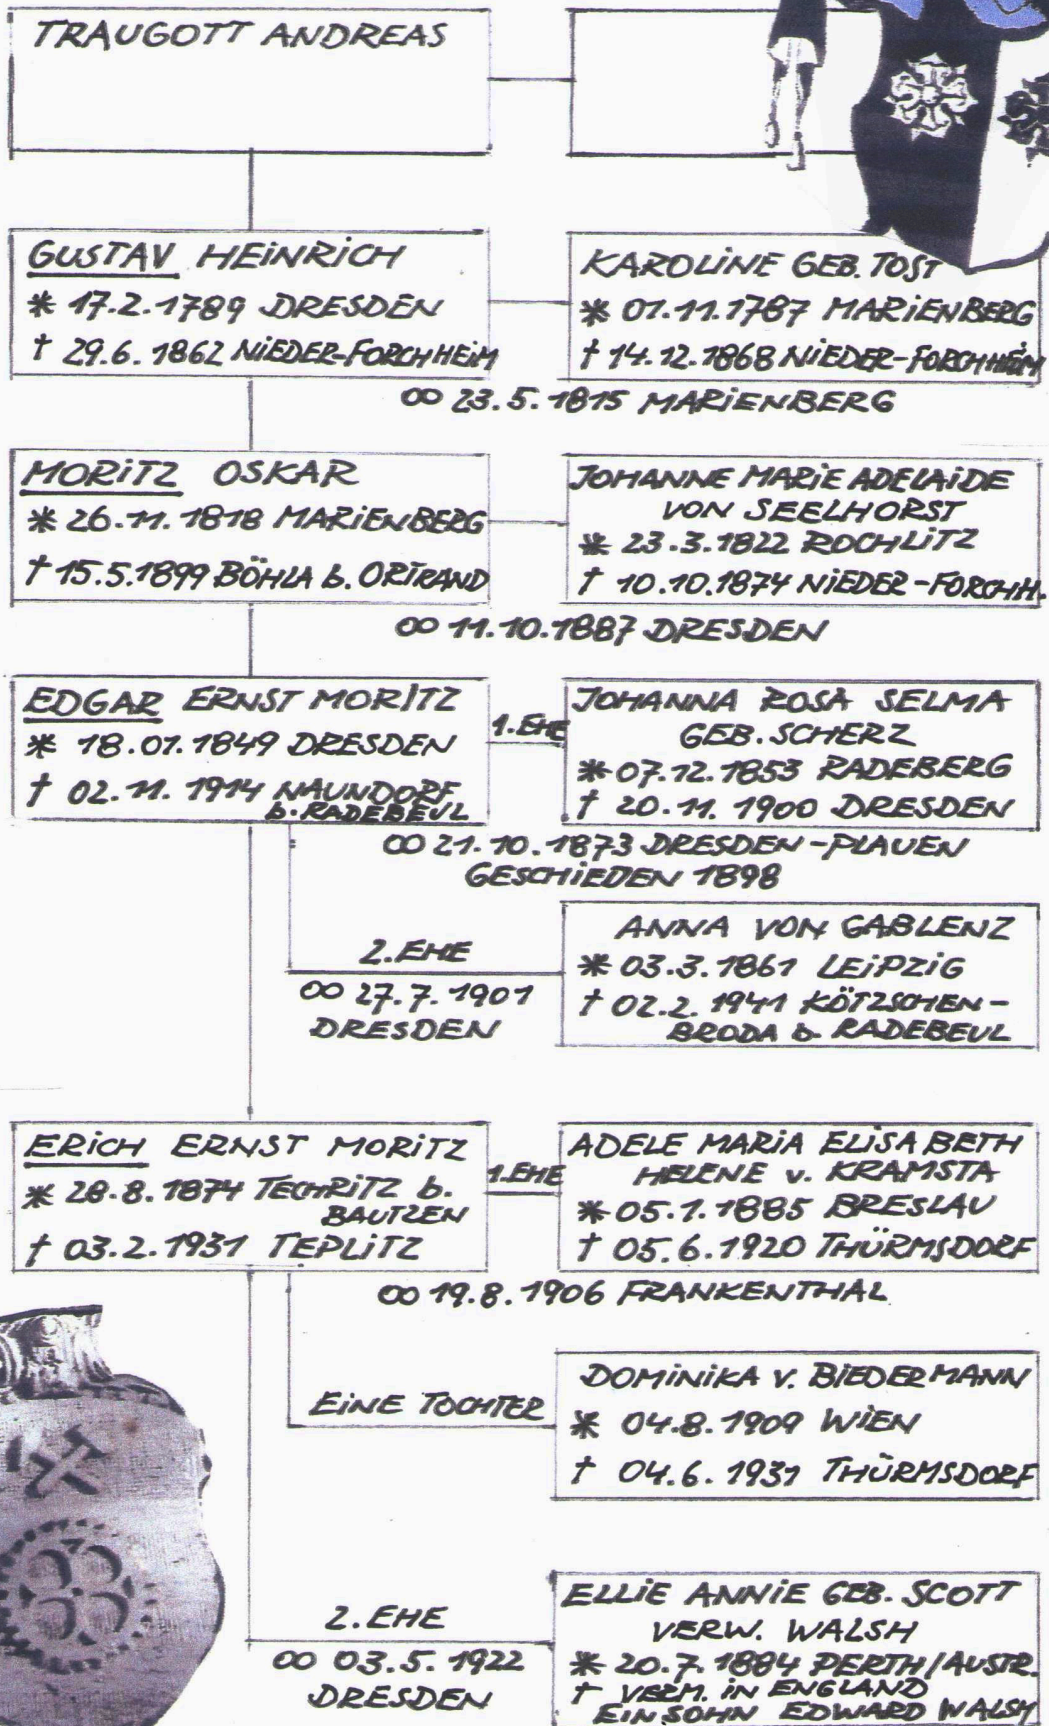 TRAUGOTT ANDREAS
GUSTAV HEINRICH
* 17.2.1789 DRESDEN
† 29.6.1862 NIEDER-FORCHHEIM
KAROLINE GEB. TOST
* 01.11.1787 MARIENBERG
† 14.12.1868 NIEDER-FORCHHEIM
∞ 23.5.1815 MARIENBERG
MORITZ OSKAR
* 26.11.1818 MARIENBERG
† 15.5.1899 BÖHLA b. ORTRAND
JOHANNE MARIE ADELAIDE
VON SEELHORST
* 23.3.1822 ROCHLITZ
† 10.10.1874 NIEDER-FORCHH.
∞ 11.10.1887 DRESDEN
EDGAR ERNST MORITZ
* 18.01.1849 DRESDEN
† 02.11.1914 NAUNDORF
b. RADEBEUL
1.EHE
JOHANNA ROSA SELMA
GEB. SCHERZ
* 07.12.1853 RADEBERG
† 20.11.1900 DRESDEN
∞ 21.10.1873 DRESDEN-PLAUEN
GESCHIEDEN 1898
2.EHE
∞ 27.7.1901
DRESDEN
ANNA VON GABLENZ
* 03.3.1861 LEIPZIG
† 02.2.1941 KÖTZSCHEN-
BRODA b. RADEBEUL
ERICH ERNST MORITZ
* 28.8.1874 TECHRITZ b.
BAUTZEN
† 03.2.1931 TEPLITZ
1.EHE
ADELE MARIA ELISABETH
HELENE v. KRAMSTA
* 05.1.1885 BRESLAU
† 05.6.1920 THÜRMSDORF
∞ 19.8.1906 FRANKENTHAL
EINE TOCHTER
DOMINIKA V. BIEDERMANN
* 04.8.1909 WIEN
† 04.6.1931 THÜRMSDORF
2.EHE
∞ 03.5.1922
DRESDEN
ELLIE ANNIE GEB. SCOTT
VERW. WALSH
* 20.7.1884 PERTH/AUSTR.
† VERM. IN ENGLAND
EIN SOHN EDWARD WALSH